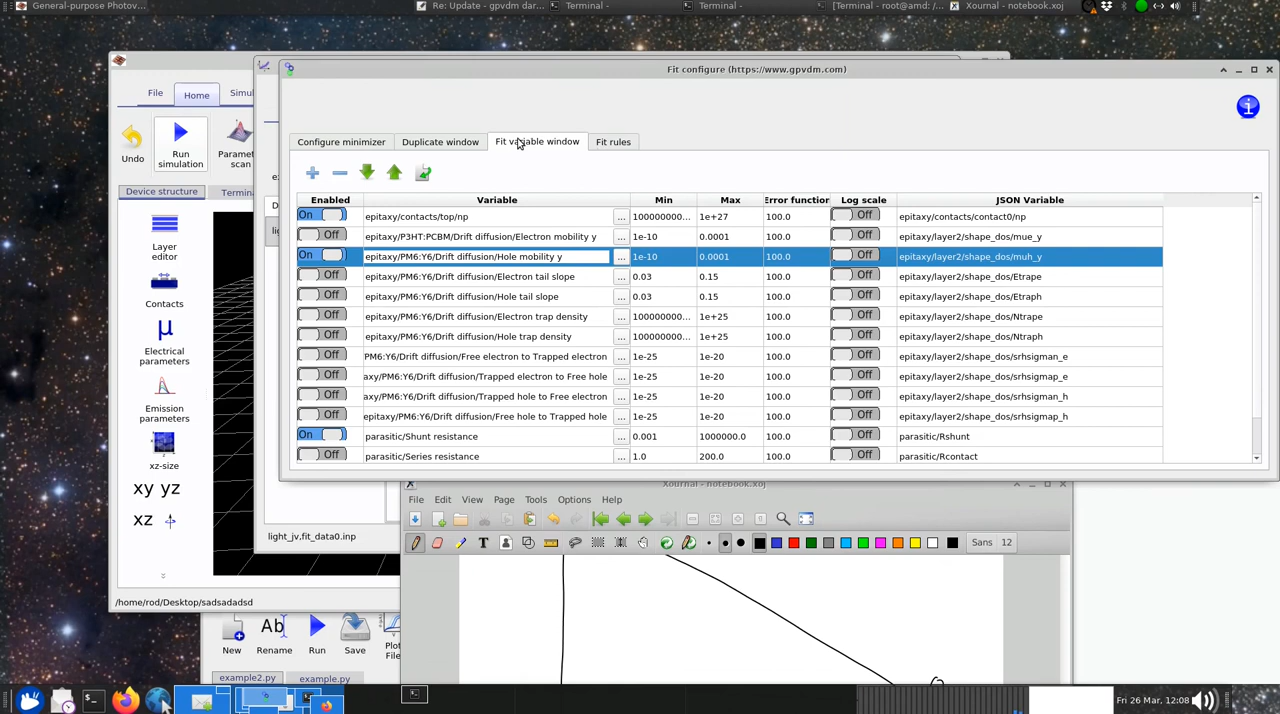 General-purpose Photov...
Re: Update - gpvdm dar...
Terminal -
Terminal -
[Terminal - root@amd: /...
Xournal - notebook.xoj
Fit configure (https://www.gpvdm.com)
File
Home
Simul
Undo
Run simulation
Paramet scan
Device structure
Termin
Layer editor
Contacts
Electrical parameters
Emission parameters
xz-size
xy yz
xz
/home/rod/Desktop/sadsadadsd
light_jv.fit_data0.inp
Configure minimizer
Duplicate window
Fit variable window
Fit rules
Enabled Variable Min Max Error function Log scale JSON Variable
On epitaxy/contacts/top/np ... 100000000... 1e+27 100.0 Off epitaxy/contacts/contact0/np
Off epitaxy/P3HT:PCBM/Drift diffusion/Electron mobility y ... 1e-10 0.0001 100.0 Off epitaxy/layer2/shape_dos/mue_y
On epitaxy/PM6:Y6/Drift diffusion/Hole mobility y ... 1e-10 0.0001 100.0 Off epitaxy/layer2/shape_dos/muh_y
Off epitaxy/PM6:Y6/Drift diffusion/Electron tail slope ... 0.03 0.15 100.0 Off epitaxy/layer2/shape_dos/Etrape
Off epitaxy/PM6:Y6/Drift diffusion/Hole tail slope ... 0.03 0.15 100.0 Off epitaxy/layer2/shape_dos/Etraph
Off epitaxy/PM6:Y6/Drift diffusion/Electron trap density ... 100000000... 1e+25 100.0 Off epitaxy/layer2/shape_dos/Ntrape
Off epitaxy/PM6:Y6/Drift diffusion/Hole trap density ... 100000000... 1e+25 100.0 Off epitaxy/layer2/shape_dos/Ntraph
Off PM6:Y6/Drift diffusion/Free electron to Trapped electron ... 1e-25 1e-20 100.0 Off epitaxy/layer2/shape_dos/srhsigman_e
Off axy/PM6:Y6/Drift diffusion/Trapped electron to Free hole ... 1e-25 1e-20 100.0 Off epitaxy/layer2/shape_dos/srhsigmap_e
Off axy/PM6:Y6/Drift diffusion/Trapped hole to Free electron ... 1e-25 1e-20 100.0 Off epitaxy/layer2/shape_dos/srhsigman_h
Off epitaxy/PM6:Y6/Drift diffusion/Free hole to Trapped hole ... 1e-25 1e-20 100.0 Off epitaxy/layer2/shape_dos/srhsigmap_h
On parasitic/Shunt resistance ... 0.001 1000000.0 100.0 Off parasitic/Rshunt
Off parasitic/Series resistance ... 1.0 200.0 100.0 Off parasitic/Rcontact
Xournal - notebook.xoj
File Edit View Page Tools Options Help
Sans 12
New
Rename
Run
Save
Plot File
example2.py
example.py
Fri 26 Mar, 12:08